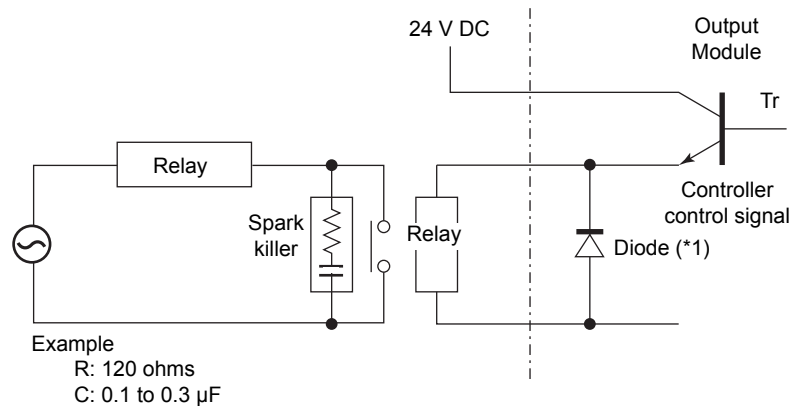 24 V DC
Output
Module
Tr
Relay
Spark
killer
Relay
Controller
control signal
Diode (*1)
Example
R: 120 ohms
C: 0.1 to 0.3 µF